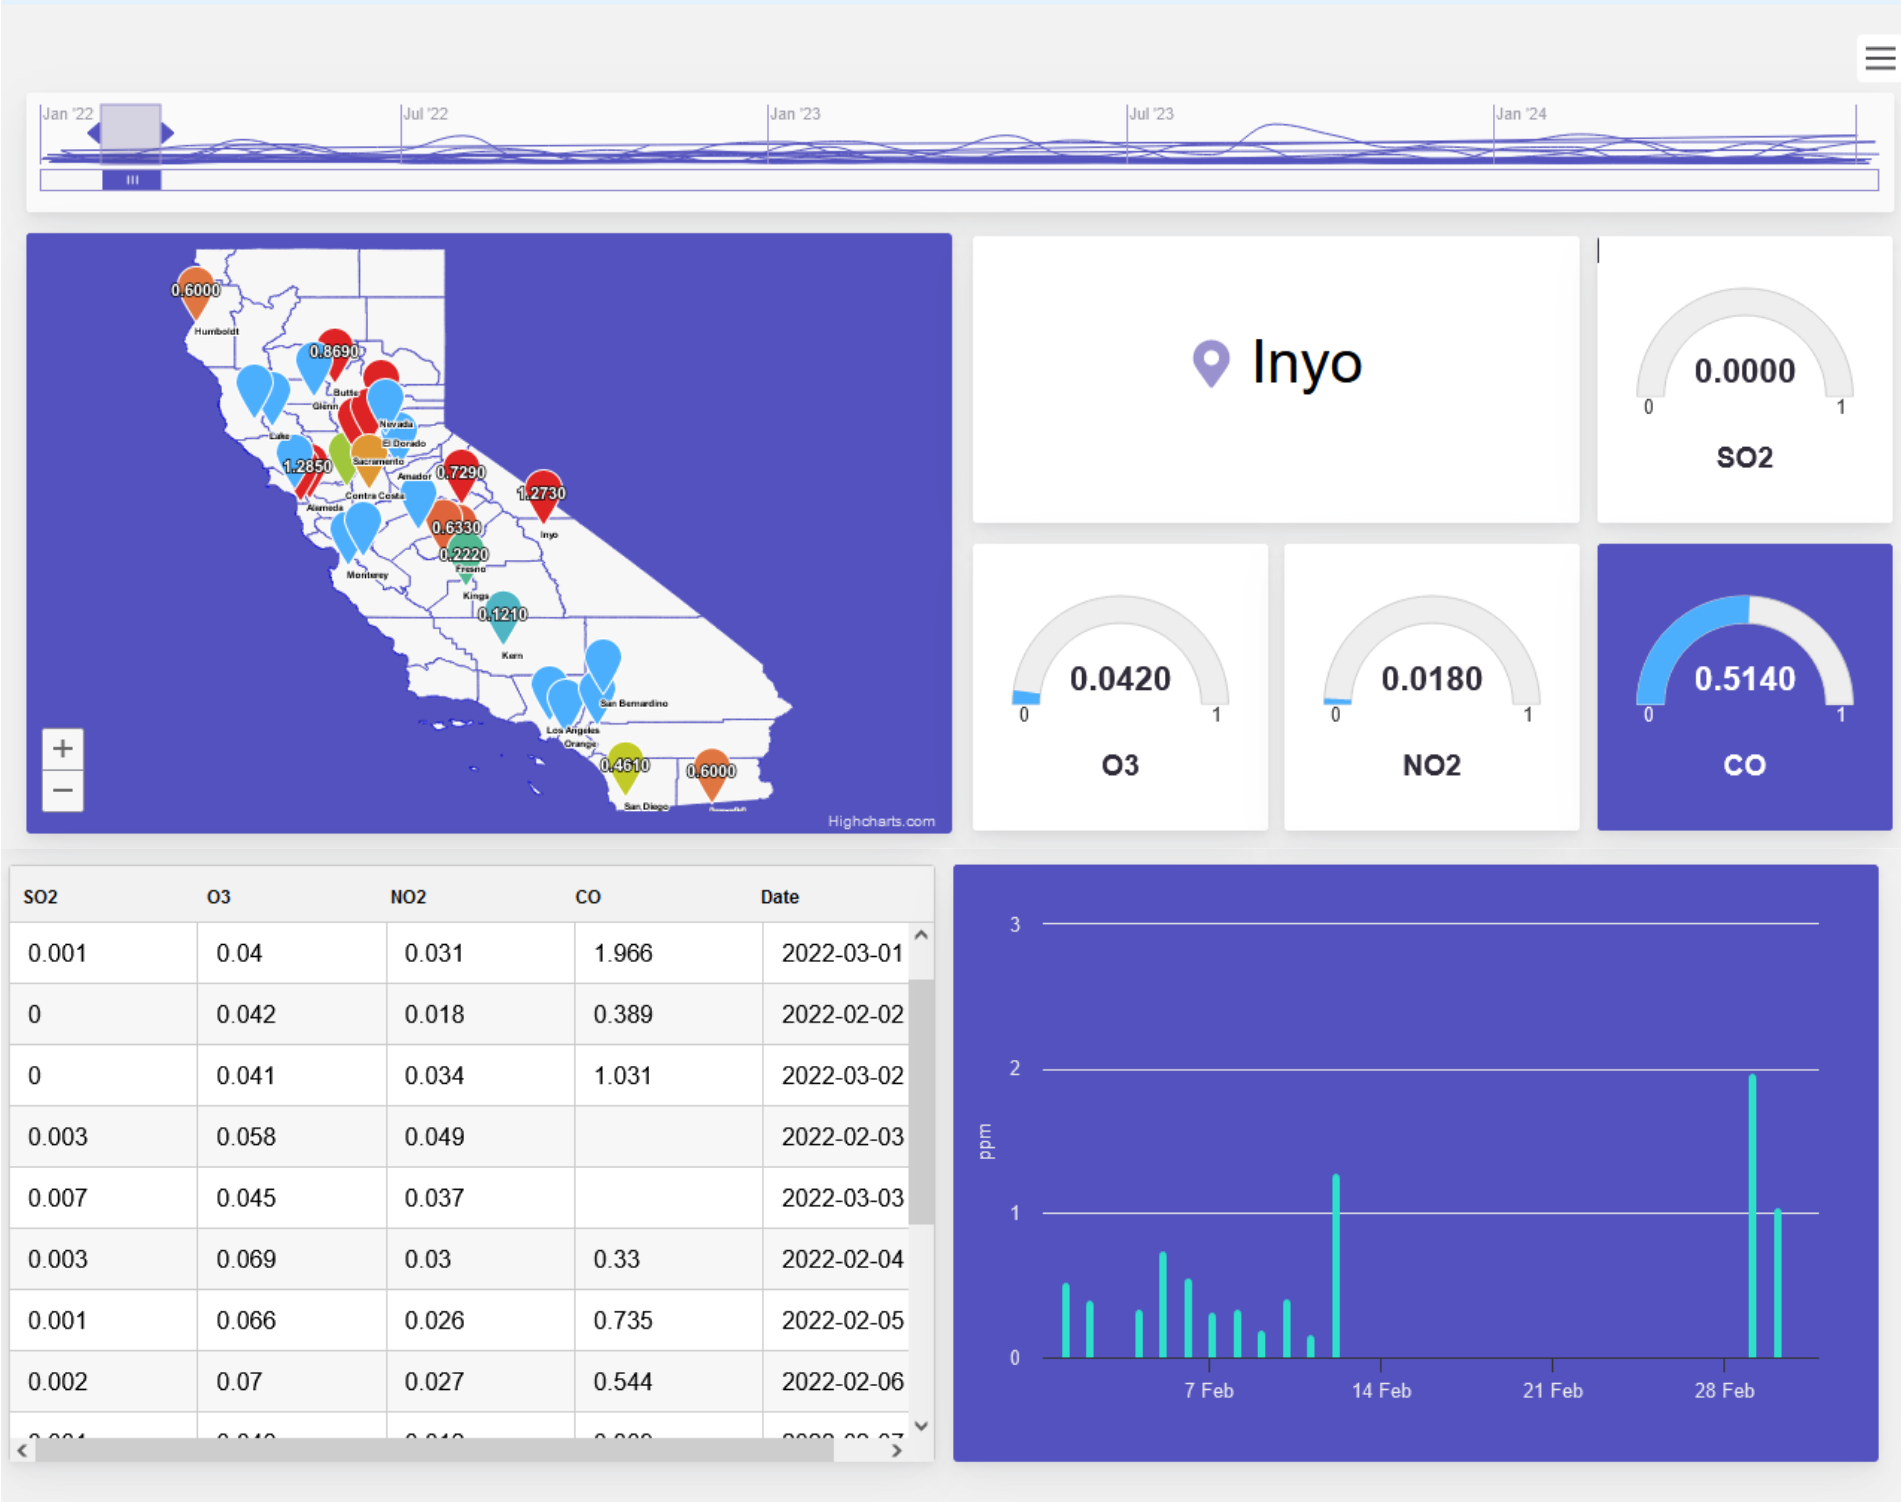 Jan '22 Jul '22 Jan '23 Jul '23 Jan '24
0.6000
Humboldt
0.8690
Butte
Glenn
Nevada
Lake
El Dorado
Sacramento
1.2850
Amador
0.7290
1.2730
Contra Costa
Alameda
0.6330
Inyo
0.2220
Fresno
Monterey
Kings
0.1210
Kern
San Bernardino
Los Angeles
Orange
0.4610
0.6000
San Diego
+
−
Highcharts.com
Inyo
0.0000
0 1
SO2
0.0420
0 1
O3
0.0180
0 1
NO2
0.5140
0 1
CO
SO2 O3 NO2 CO Date
0.001 0.04 0.031 1.966 2022-03-01
0 0.042 0.018 0.389 2022-02-02
0 0.041 0.034 1.031 2022-03-02
0.003 0.058 0.049 2022-02-03
0.007 0.045 0.037 2022-03-03
0.003 0.069 0.03 0.33 2022-02-04
0.001 0.066 0.026 0.735 2022-02-05
0.002 0.07 0.027 0.544 2022-02-06
3
2
1
0
ppm
7 Feb 14 Feb 21 Feb 28 Feb